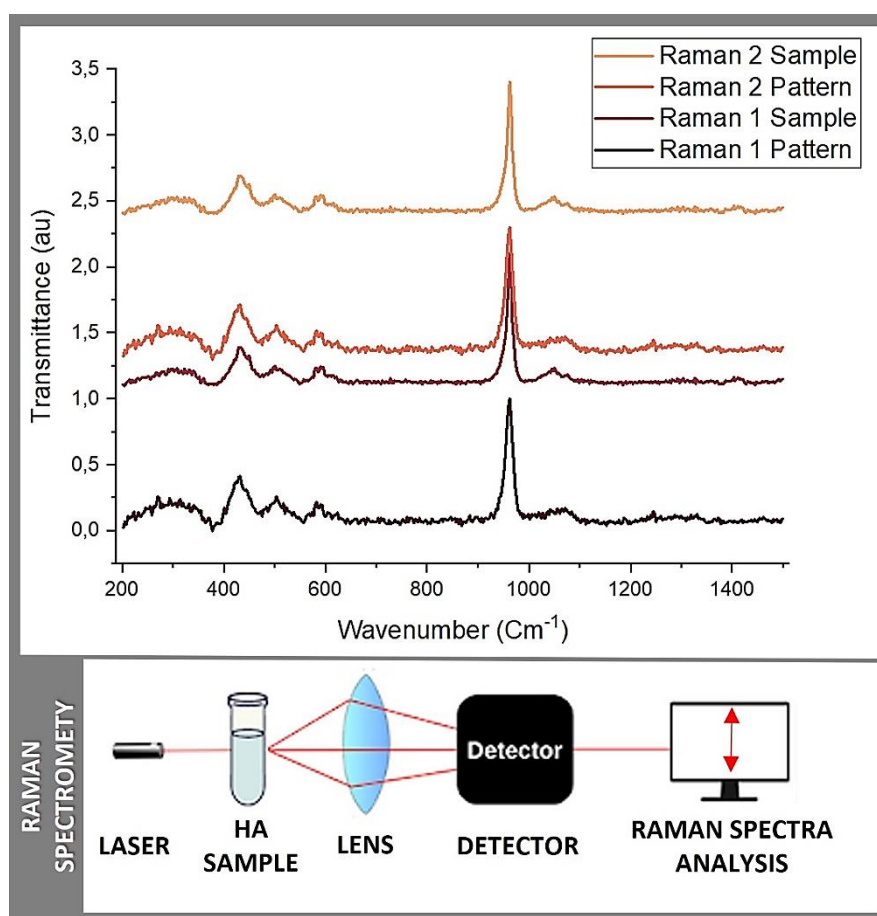 Raman 2 Sample
Raman 2 Pattern
Raman 1 Sample
Raman 1 Pattern
3,5
3,0
2,5
2,0
1,5
1,0
0,5
0,0
Transmittance (au)
200 400 600 800 1000 1200 1400
Wavenumber (Cm⁻¹)
RAMAN
SPECTROMETY
Detector
LASER
HA
SAMPLE
LENS
DETECTOR
RAMAN SPECTRA
ANALYSIS